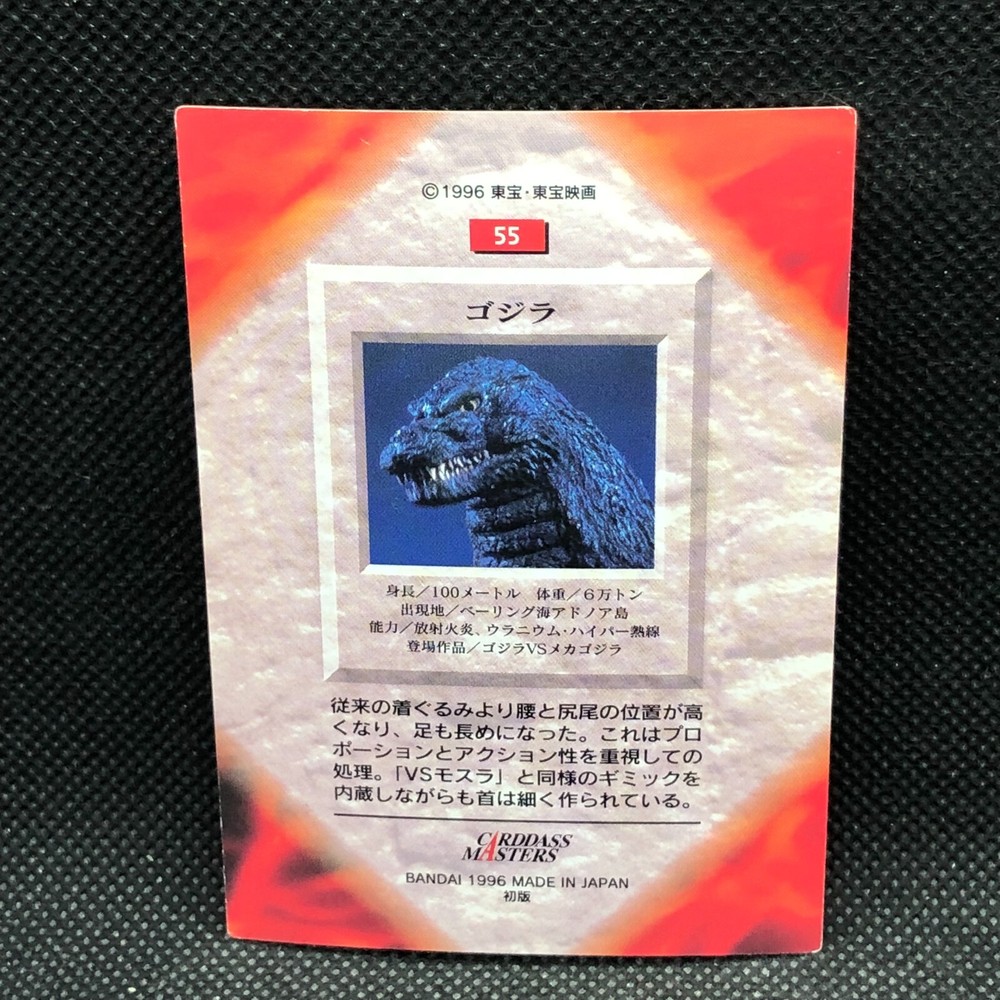 ©1996 東宝・東宝映画
55
ゴジラ
身長／100メートル 体重／6万トン
出現地／ベーリング海アドノア島
能力／放射火炎、ウラニウム・ハイパー熱線
登場作品／ゴジラVSメカゴジラ
従来の着ぐるみより腰と尻尾の位置が高
くなり、足も長めになった。これはプロ
ポーションとアクション性を重視しての
処理。「VSモスラ」と同様のギミックを
内蔵しながらも首は細く作られている。
CARDDASS
MASTERS
BANDAI 1996 MADE IN JAPAN
初版